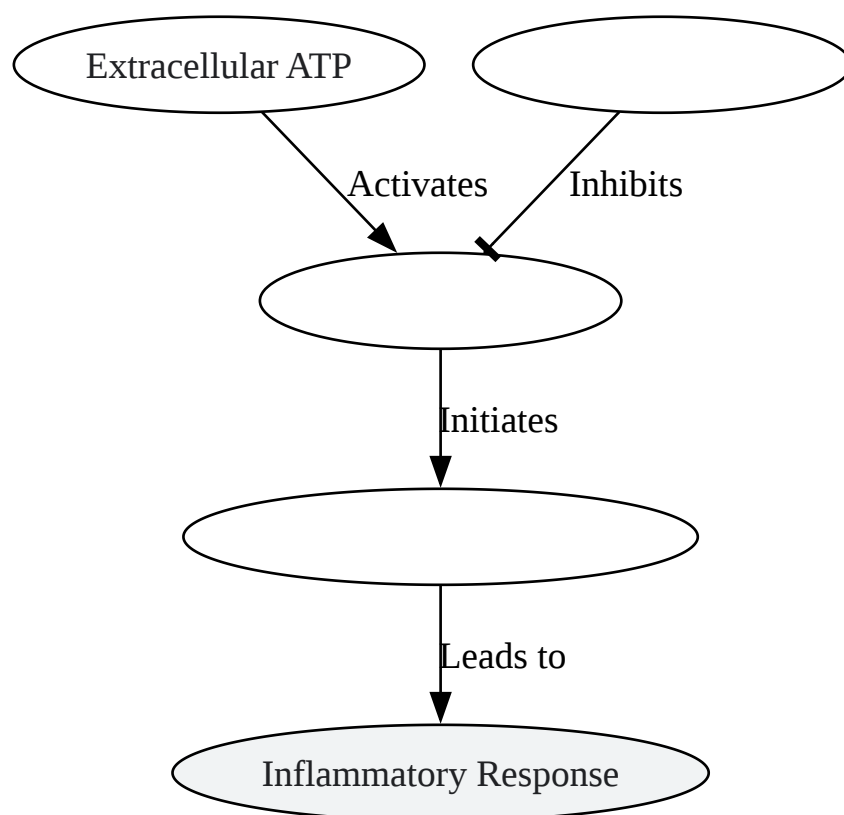 Extracellular ATP
Activates
Inhibits
Initiates
Leads to
Inflammatory Response